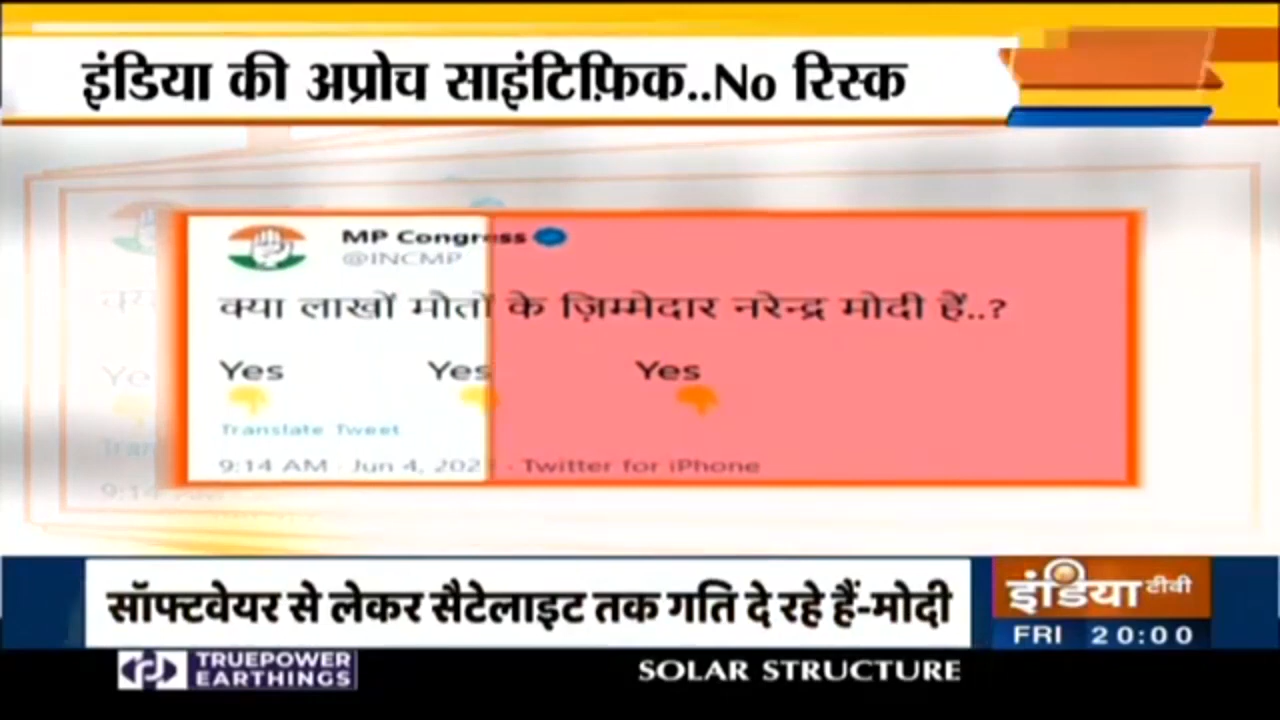 इंडिया की अप्रोच साइंटिफ़िक..No रिस्क
MP Congress
@INCMP
क्या लाखों मौतों के ज़िम्मेदार नरेन्द्र मोदी हैं..?
Yes Yes Yes
Translate Tweet
9:14 AM · Jun 4, 2021 · Twitter for iPhone
सॉफ्टवेयर से लेकर सैटेलाइट तक गति दे रहे हैं-मोदी
इंडिया टीवी
FRI 20:00
TRUEPOWER
EARTHINGS
SOLAR STRUCTURE